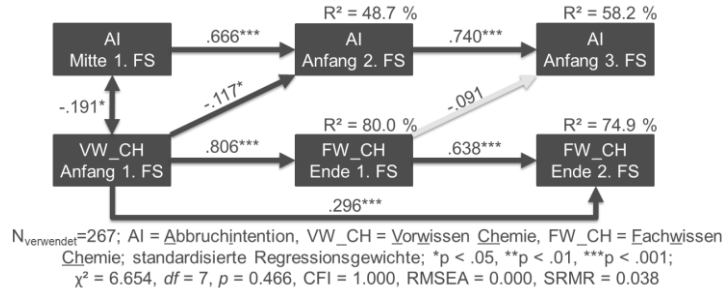 R² = 48.7 %
R² = 58.2 %
AI
Mitte 1. FS
.666***
AI
Anfang 2. FS
.740***
AI
Anfang 3. FS
-.191*
-.117*
-.091
R² = 80.0 %
R² = 74.9 %
VW_CH
Anfang 1. FS
.806***
FW_CH
Ende 1. FS
.638***
FW_CH
Ende 2. FS
.296***
Nverwendet=267; AI = Abbruchintention, VW_CH = Vorwissen Chemie, FW_CH = Fachwissen
Chemie; standardisierte Regressionsgewichte; *p < .05, **p < .01, ***p < .001;
χ² = 6.654, df = 7, p = 0.466, CFI = 1.000, RMSEA = 0.000, SRMR = 0.038